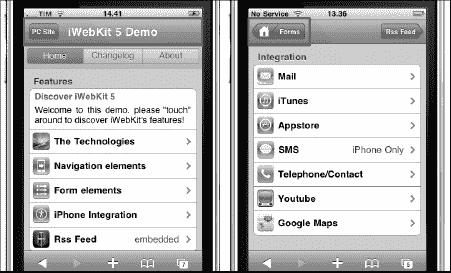 TIM 14.41
PC Site iWebKit 5 Demo
Home Changelog About
Features
Discover iWebKit 5
Welcome to this demo. please "touch"
around to discover iWebKit's features!
The Technologies
Navigation elements
Form elements
iPhone Integration
Rss Feed embedded
7
No Service 13.36
Forms Rss Feed
Integration
Mail
iTunes
Appstore
SMS iPhone Only
Telephone/Contact
Youtube
Google Maps